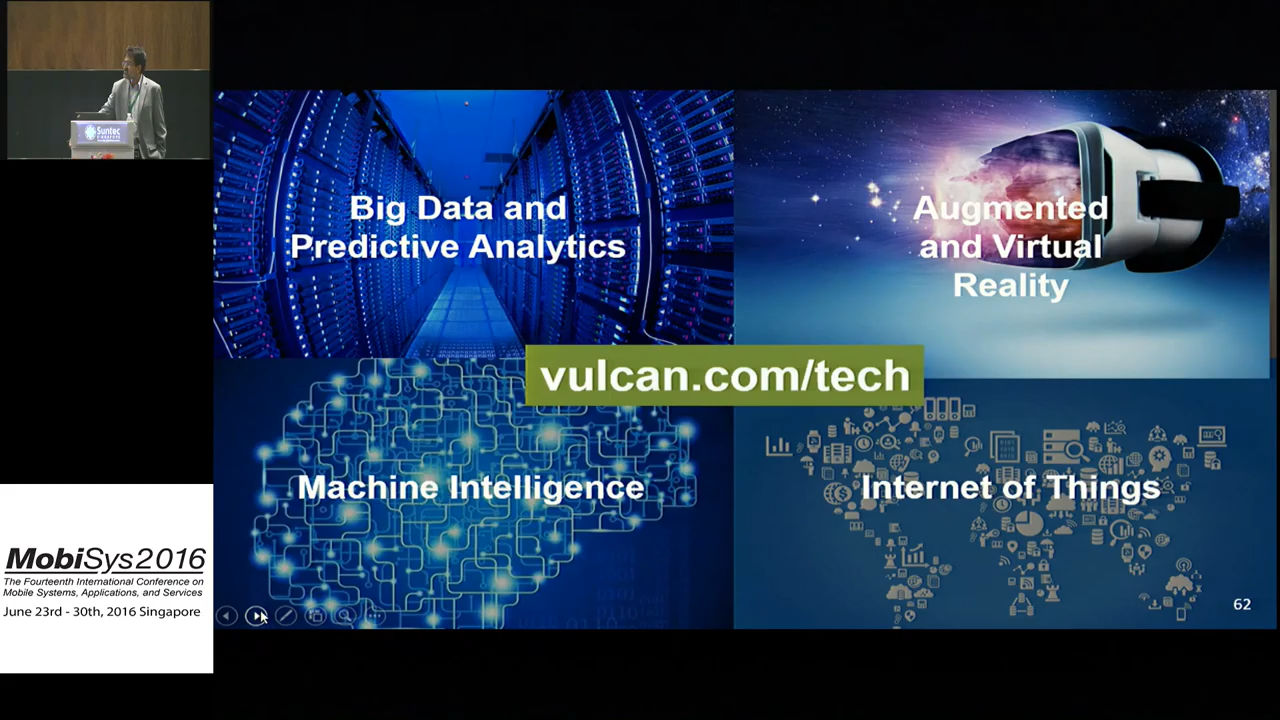 Suntec
Big Data and
Predictive Analytics
Augmented
and Virtual
Reality
vulcan.com/tech
Machine Intelligence
Internet of Things
62
MobiSys2016
The Fourteenth International Conference on
Mobile Systems, Applications, and Services
June 23rd - 30th, 2016 Singapore